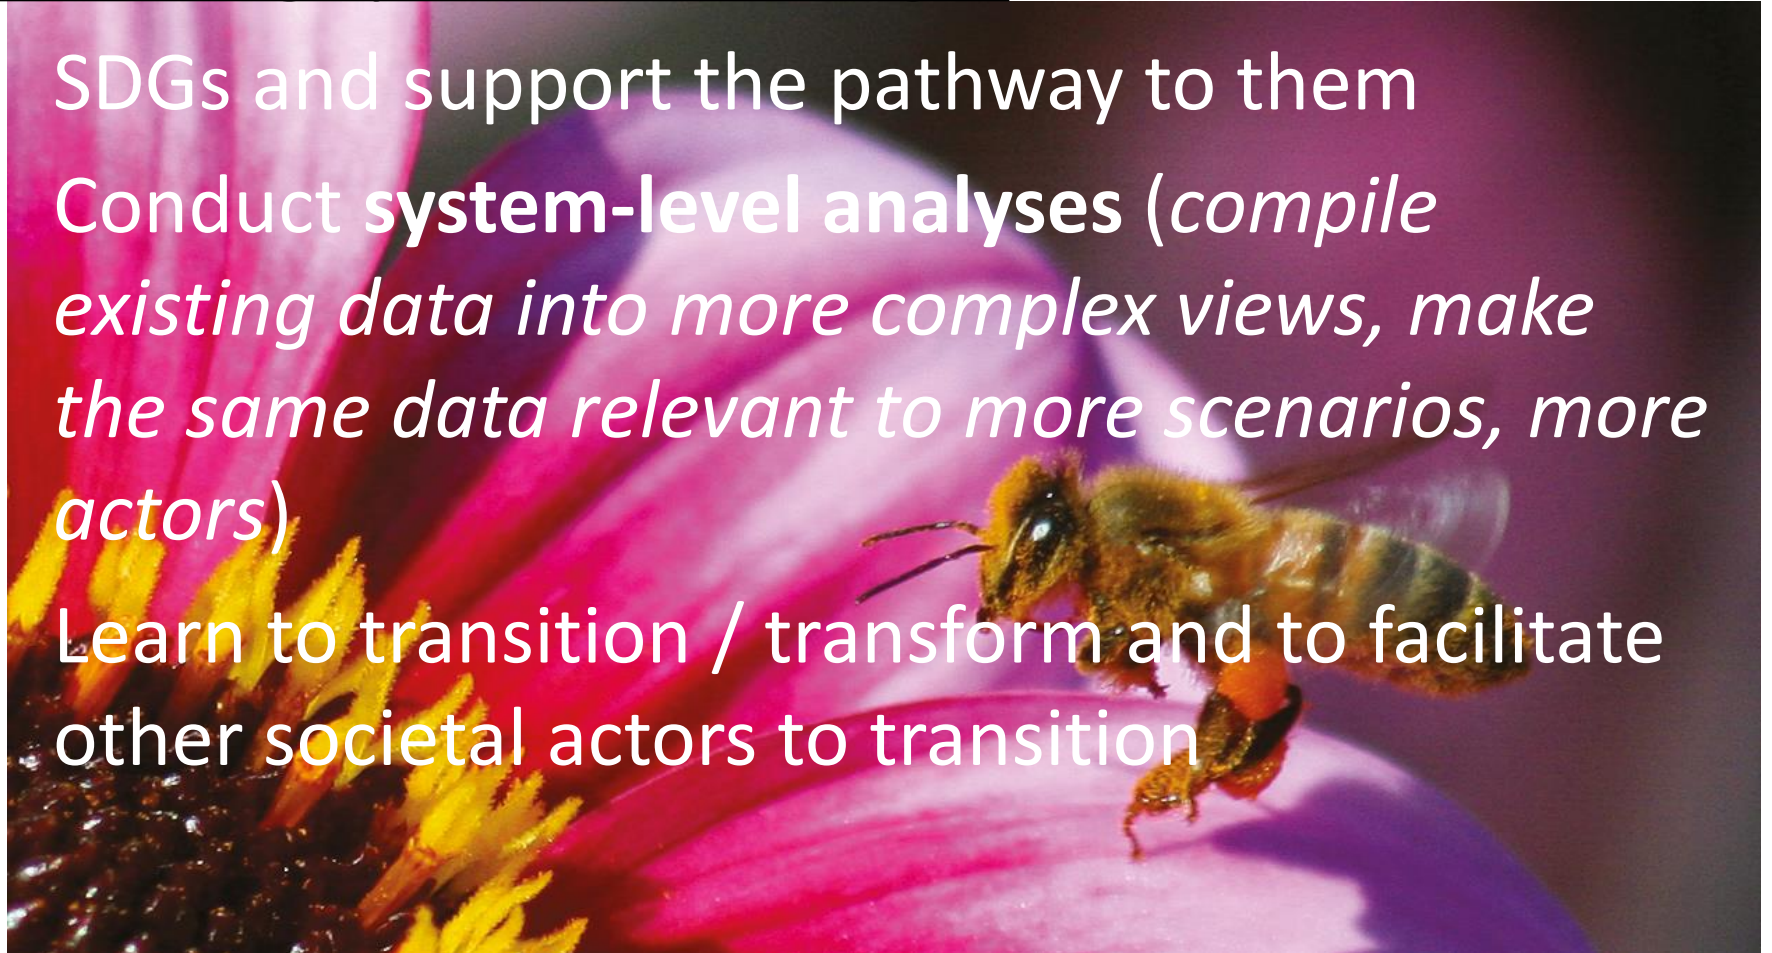 SDGs and support the pathway to them
Conduct system-level analyses (compile
existing data into more complex views, make
the same data relevant to more scenarios, more
actors)
Learn to transition / transform and to facilitate
other societal actors to transition